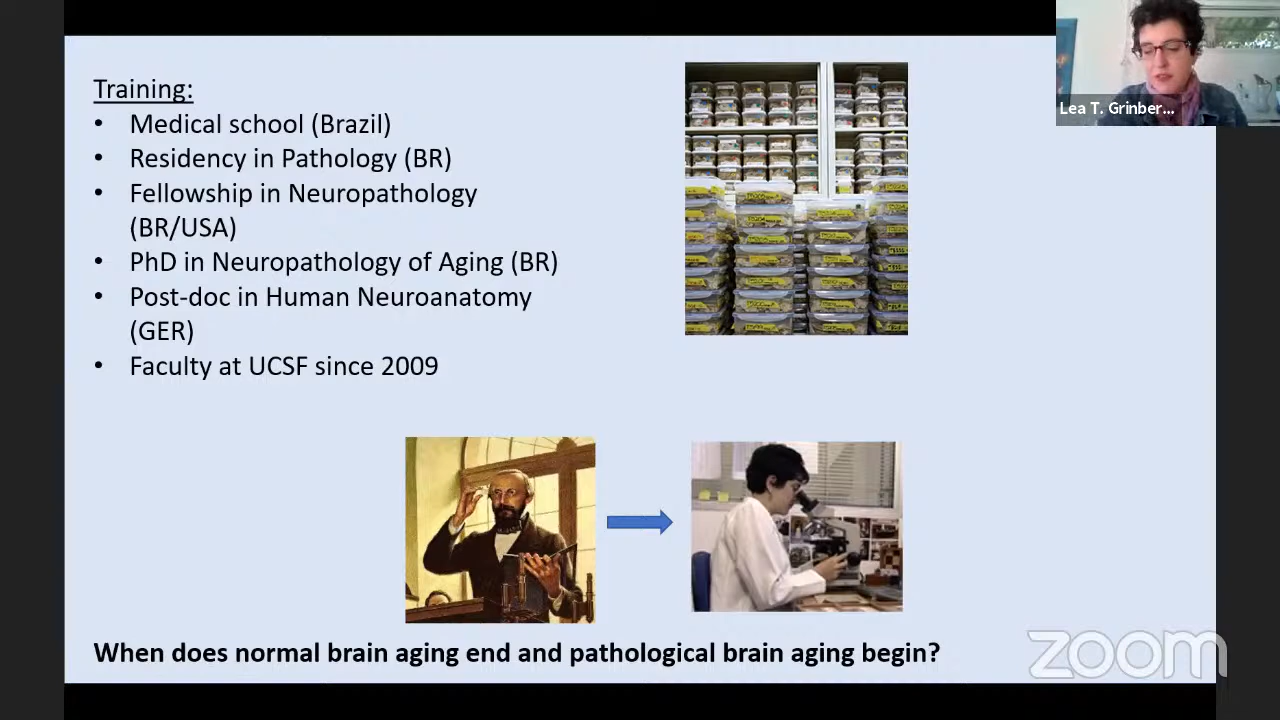 Training:
• Medical school (Brazil)
• Residency in Pathology (BR)
• Fellowship in Neuropathology
(BR/USA)
• PhD in Neuropathology of Aging (BR)
• Post-doc in Human Neuroanatomy
(GER)
• Faculty at UCSF since 2009
Lea T. Grinber...
When does normal brain aging end and pathological brain aging begin?
zoom